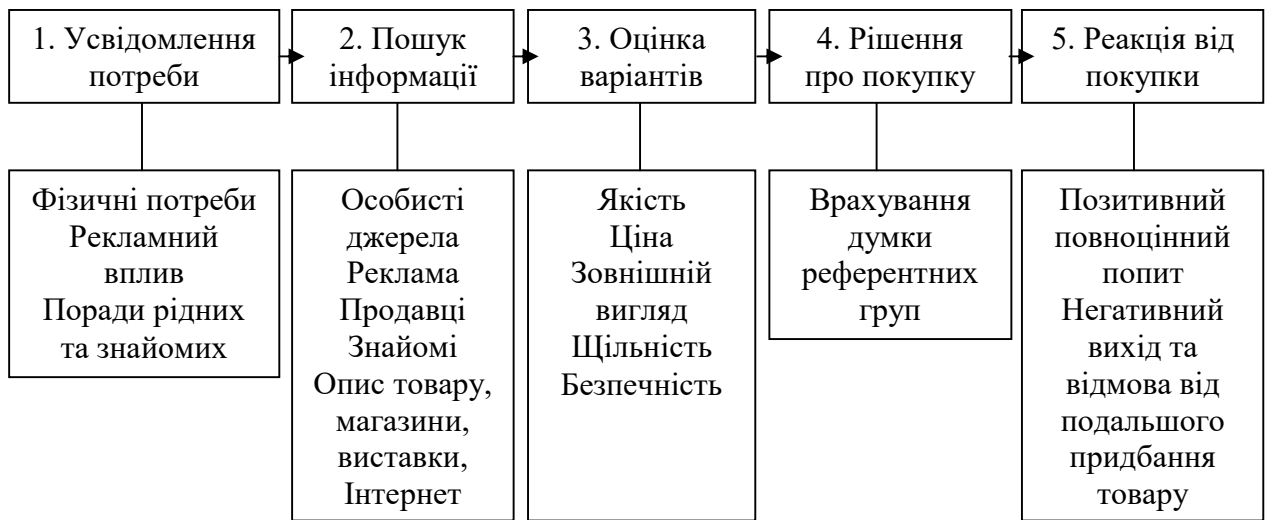 1. Усвідомлення
потреби
2. Пошук
інформації
3. Оцінка
варіантів
4. Рішення
про покупку
5. Реакція від
покупки
Фізичні потреби
Рекламний
вплив
Поради рідних
та знайомих
Особисті
джерела
Реклама
Продавці
Знайомі
Опис товару,
магазини,
виставки,
Інтернет
Якість
Ціна
Зовнішній
вигляд
Щільність
Безпечність
Врахування
думки
референтних
груп
Позитивний
повноцінний
попит
Негативний
вихід та
відмова від
подальшого
придбання
товару